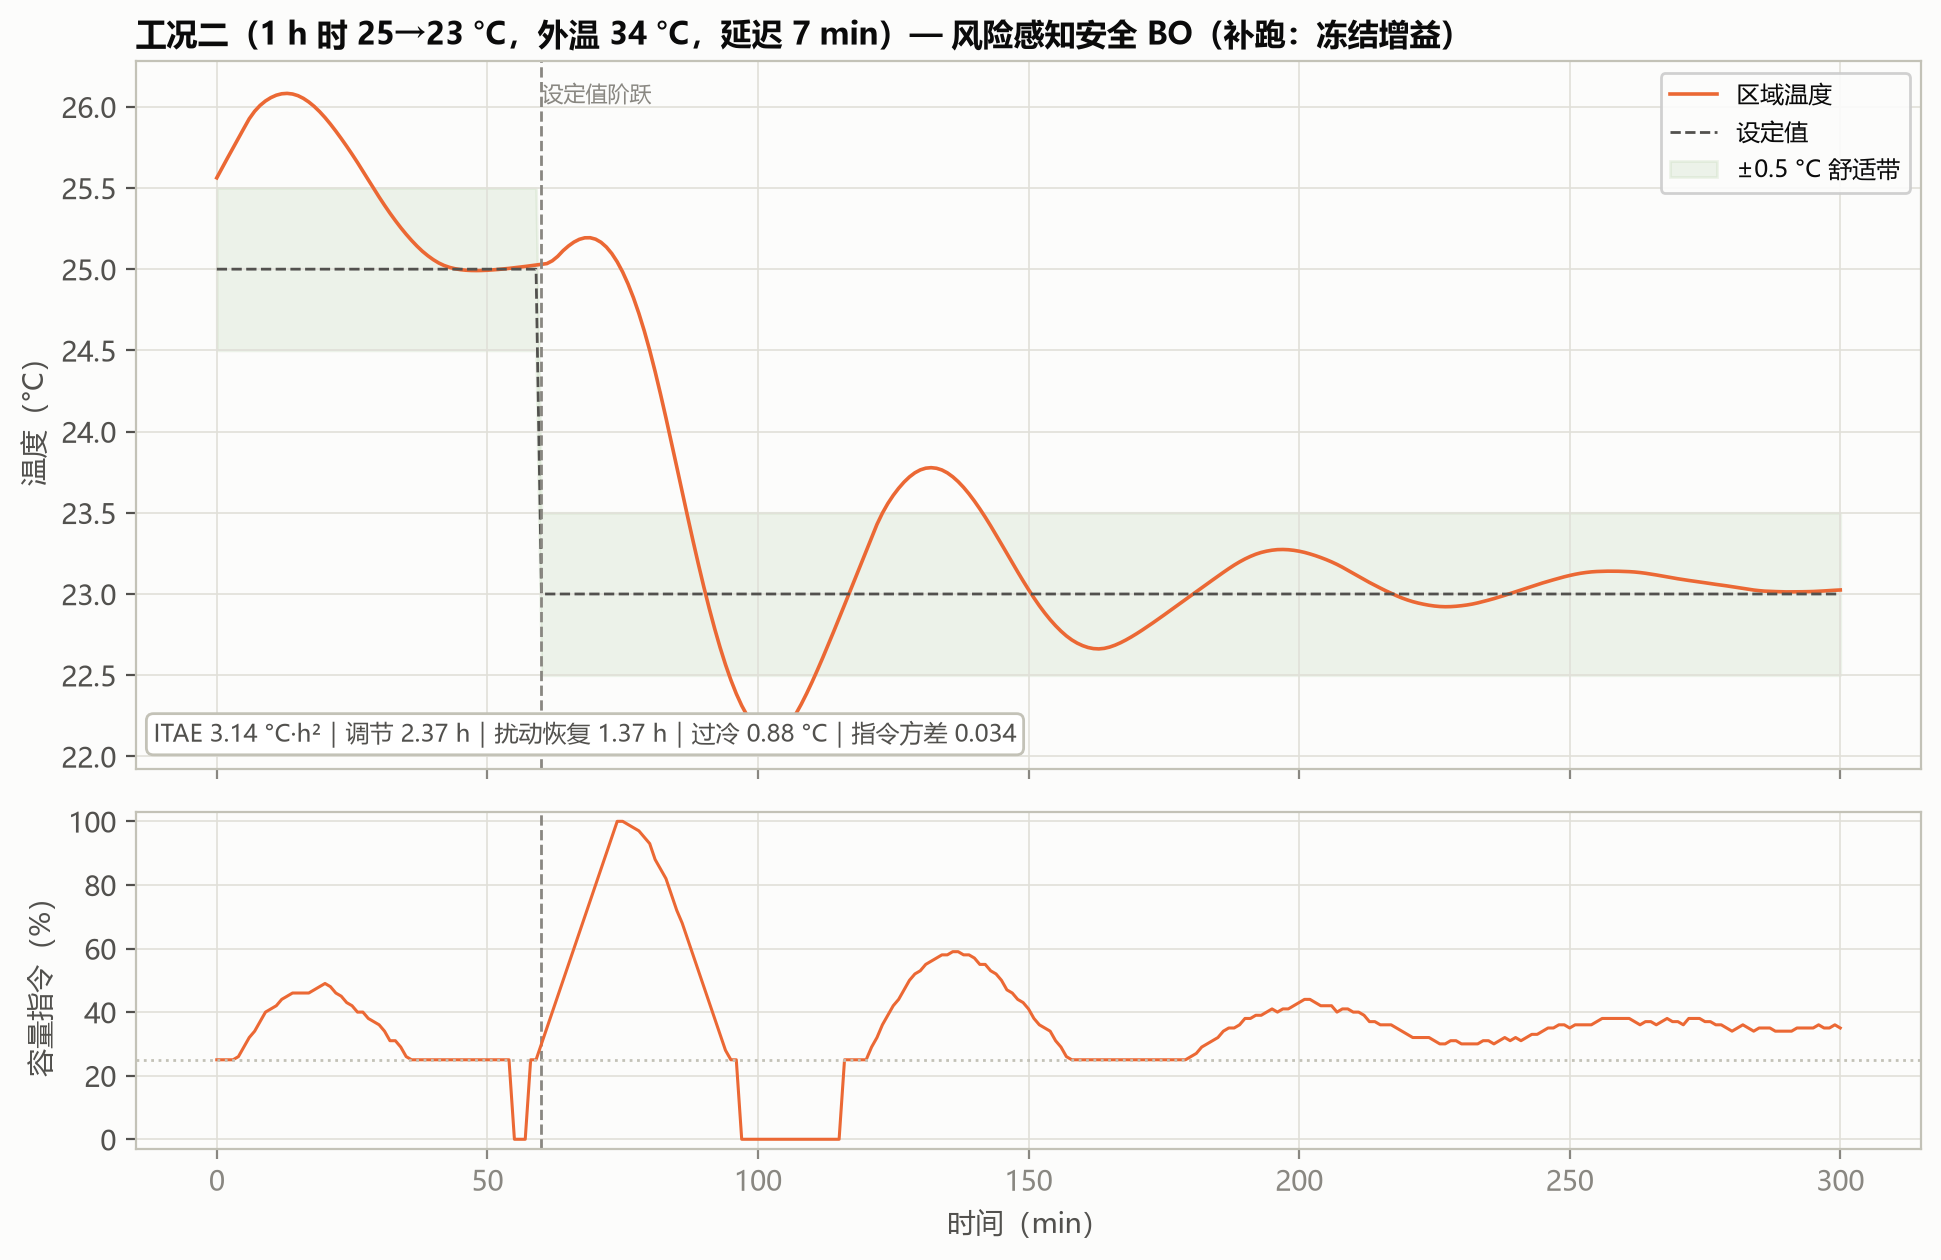 工况二（1 h 时 25→23 °C，外温 34 °C，延迟 7 min）— 风险感知安全 BO（补跑：冻结增益）
设定值阶跃
区域温度
设定值
±0.5 °C 舒适带
温度（°C）
26.0
25.5
25.0
24.5
24.0
23.5
23.0
22.5
22.0
ITAE 3.14 °C·h² | 调节 2.37 h | 扰动恢复 1.37 h | 过冷 0.88 °C | 指令方差 0.034
容量指令（%）
100
80
60
40
20
0
0 50 100 150 200 250 300
时间（min）